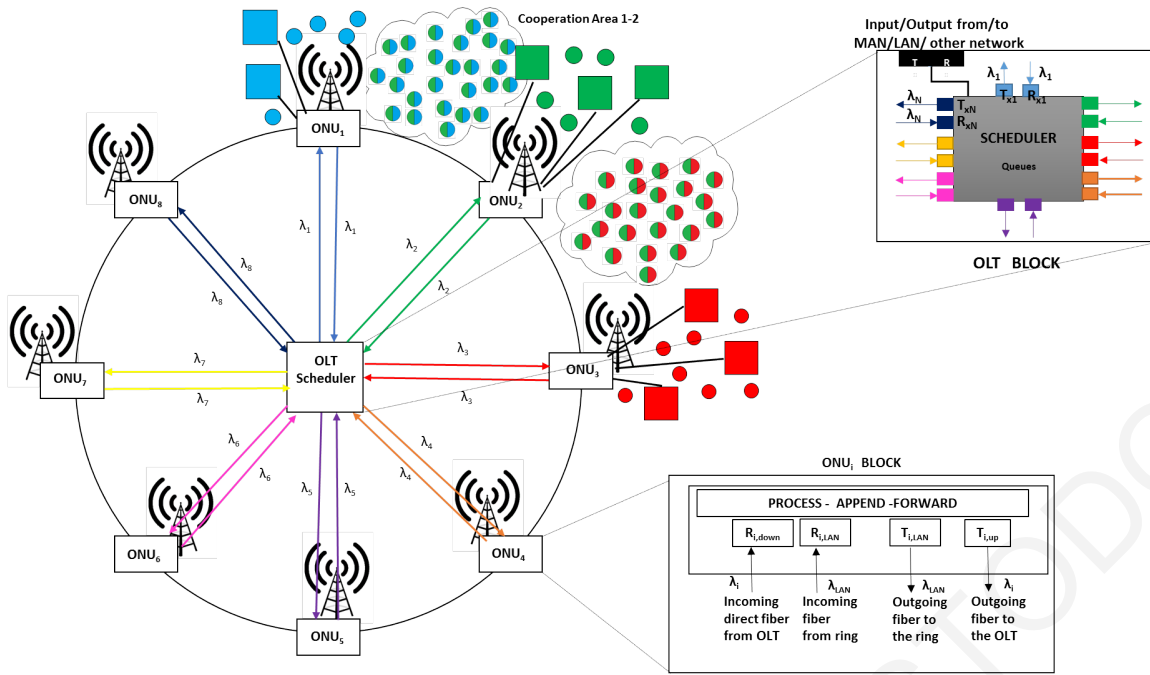 Cooperation Area 1-2
Input/Output from/to
MAN/LAN/ other network
T R
λ1 λ1
Tx1 Rx1
λN
TxN
λN
RxN
SCHEDULER
Queues
OLT BLOCK
ONU1
ONU8
ONU2
λ1 λ1
λ2
λ2
λ8
λ8
OLT
Scheduler
λ3
λ3
ONU3
λ7
λ7
ONU7
λ6
λ6
λ4
λ4
λ5 λ5
ONU6
ONU4
ONU5
ONUi BLOCK
PROCESS - APPEND -FORWARD
Ri,down Ri,LAN Ti,LAN Ti,up
λi λLAN λLAN λi
Incoming Incoming Outgoing Outgoing
direct fiber fiber fiber to fiber to
from OLT from ring the ring the OLT